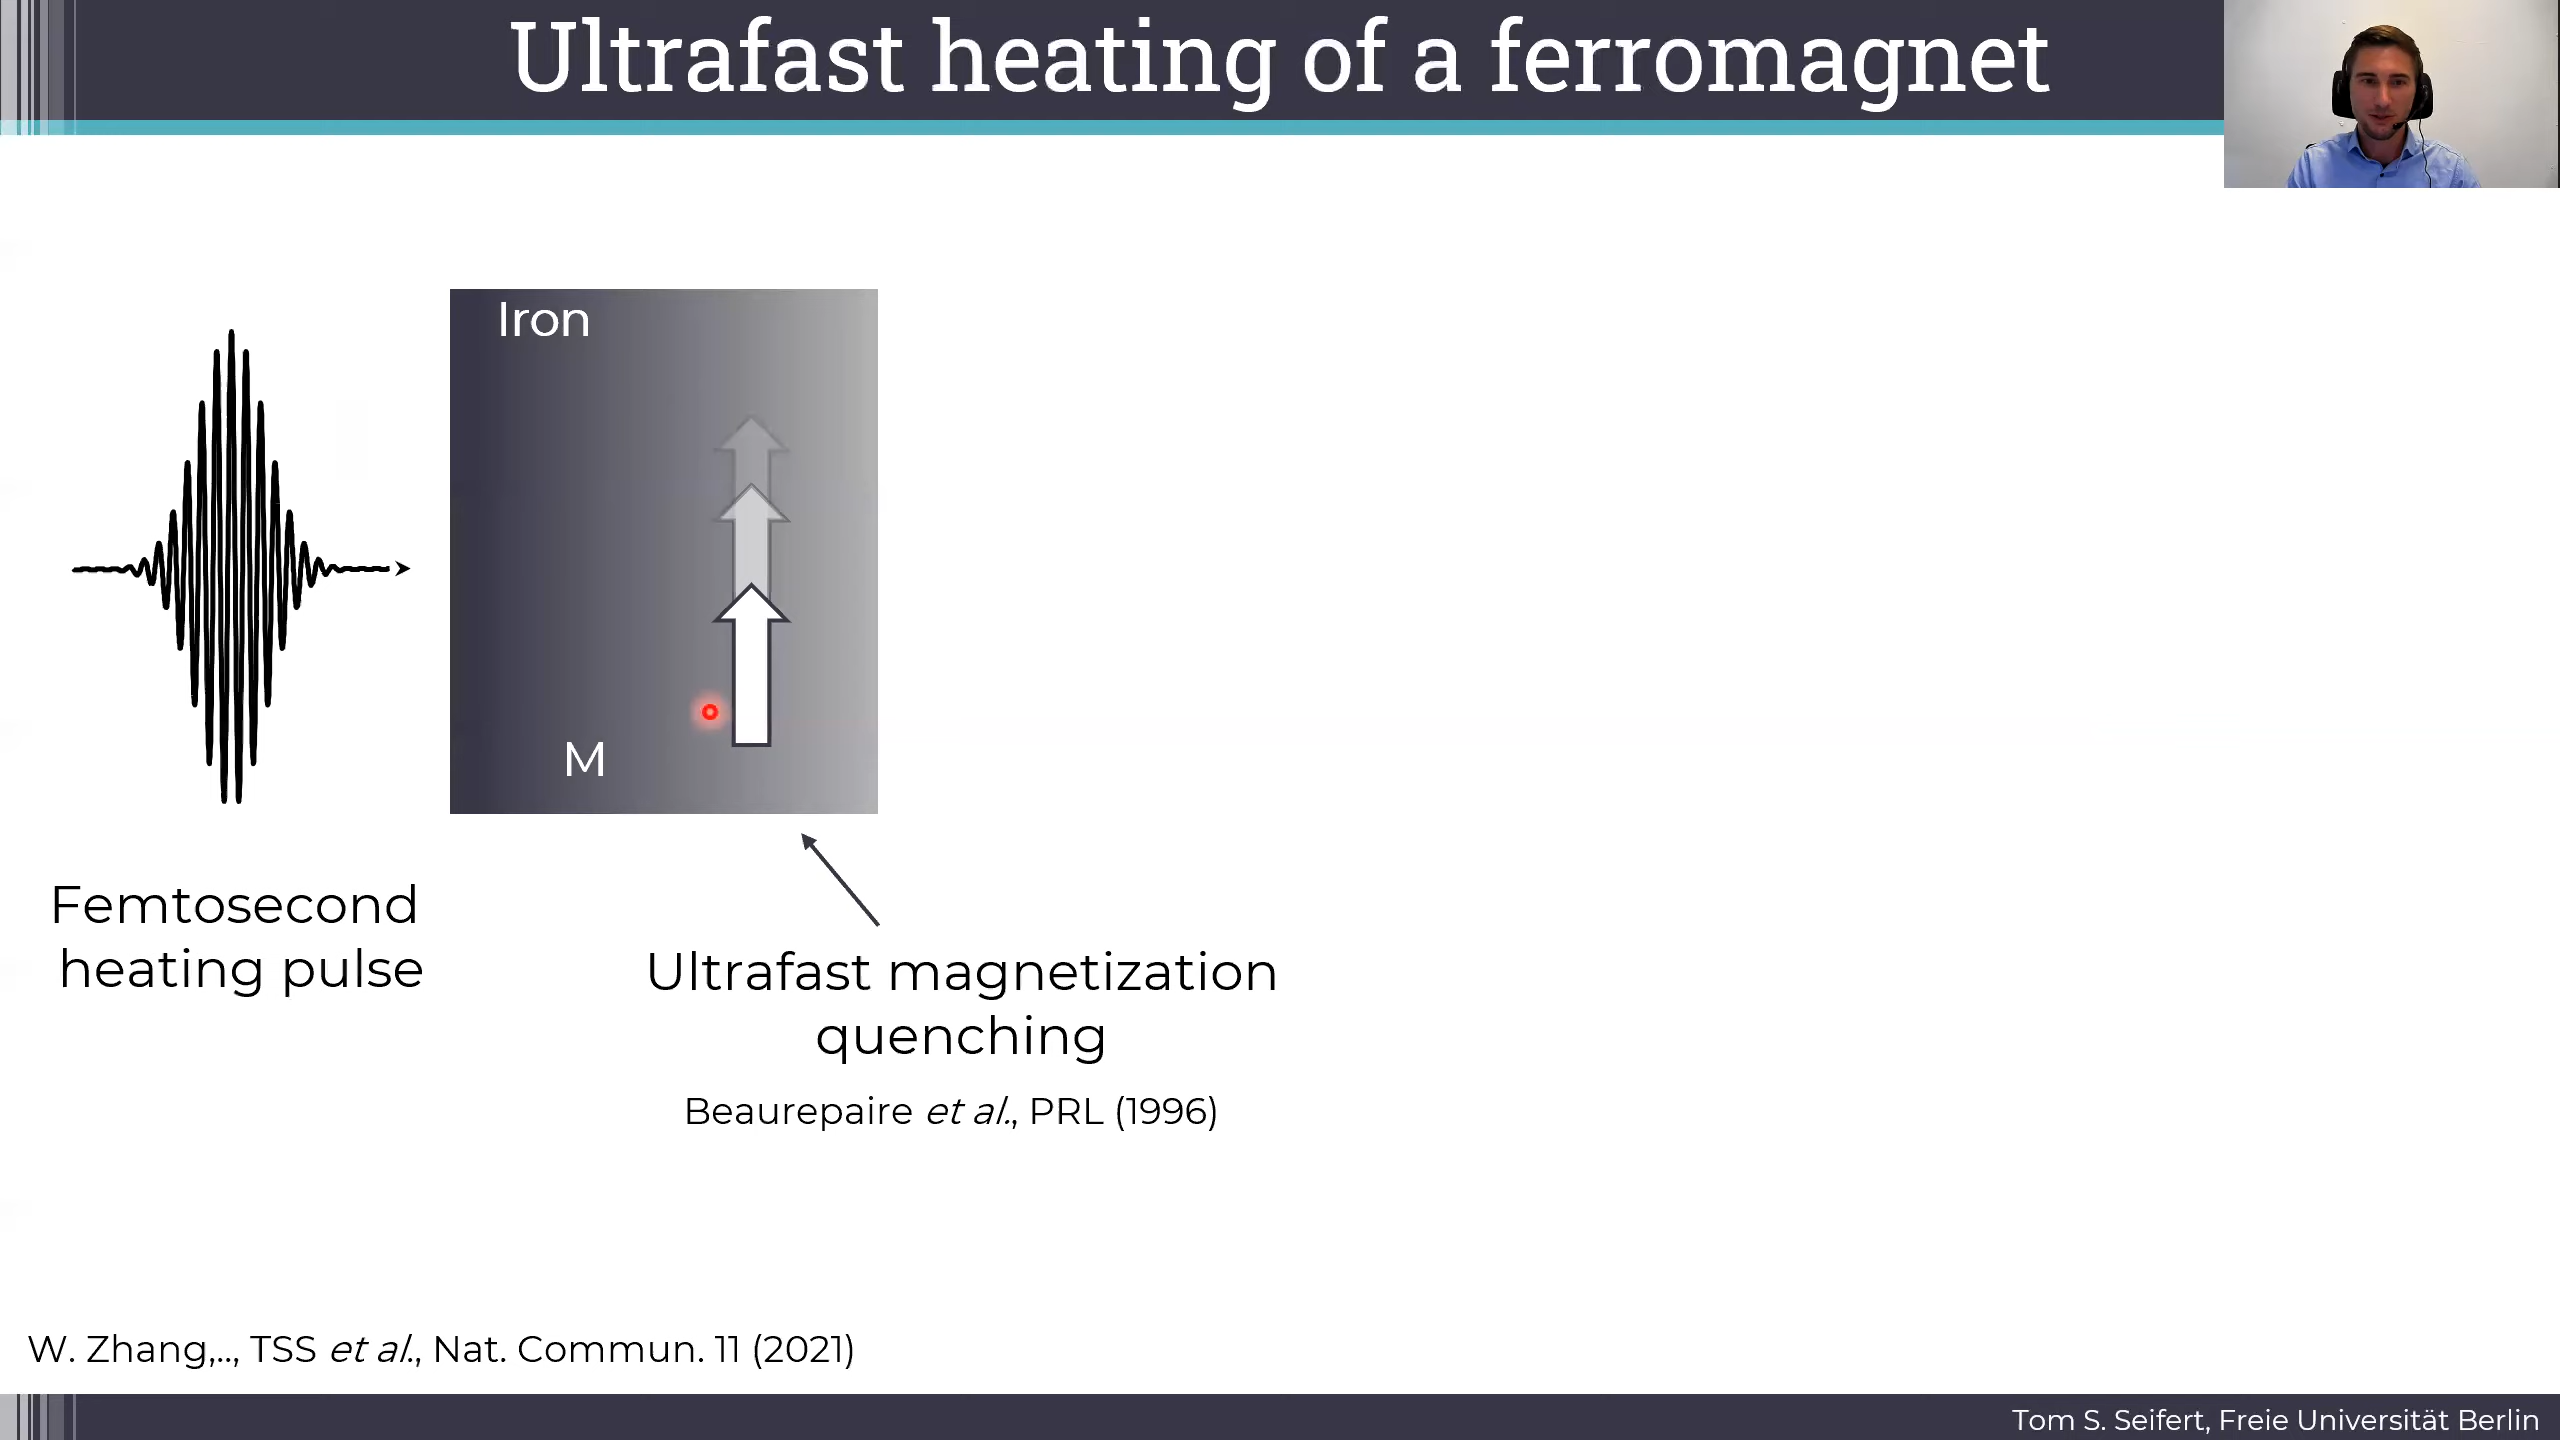 Ultrafast heating of a ferromagnet
Iron
M
Femtosecond
heating pulse
Ultrafast magnetization
quenching
Beaurepaire et al., PRL (1996)
W. Zhang,.., TSS et al., Nat. Commun. 11 (2021)
Tom S. Seifert, Freie Universität Berlin